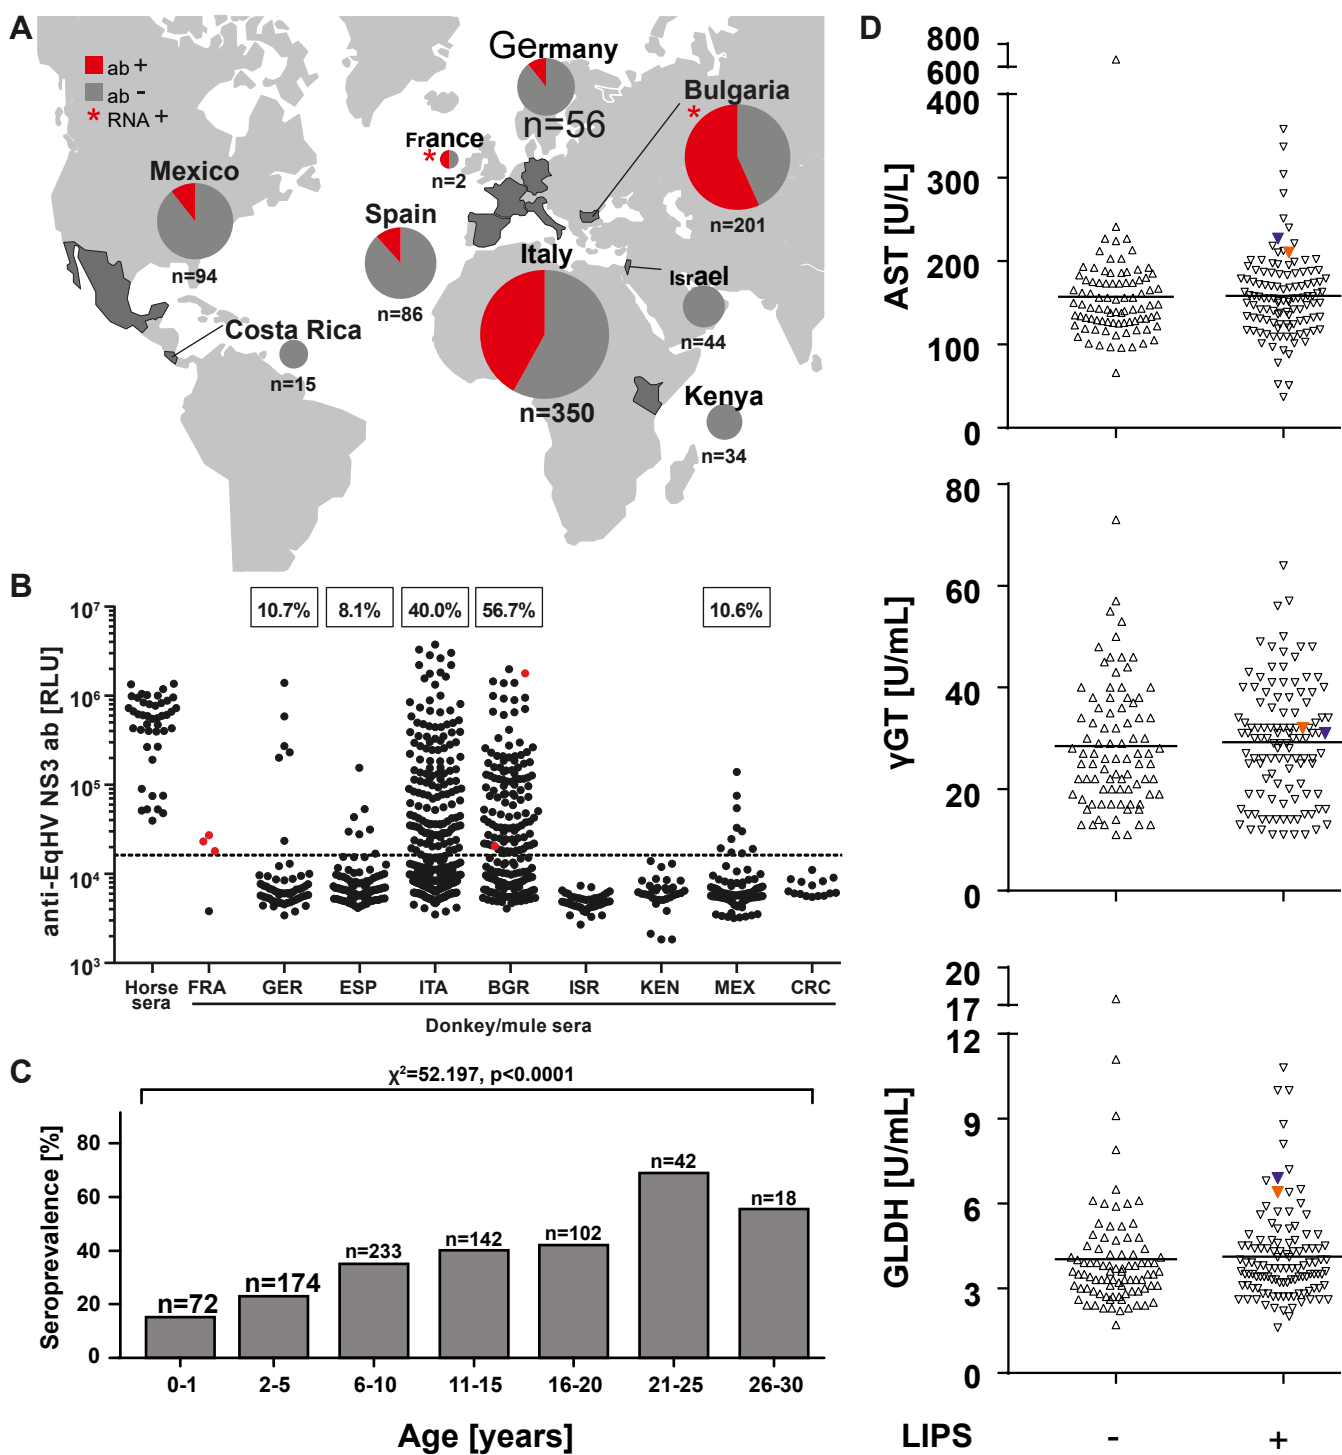 A
ab +
ab -
* RNA +
Germany
n=56
Bulgaria
*
n=201
France
*
n=2
Mexico
n=94
Spain
n=86
Italy
n=350
Israel
n=44
Costa Rica
n=15
Kenya
n=34
B
10.7%
8.1%
40.0%
56.7%
10.6%
anti-EqHV NS3 ab [RLU]
10⁷
10⁶
10⁵
10⁴
10³
Horse sera
FRA
GER
ESP
ITA
BGR
ISR
KEN
MEX
CRC
Donkey/mule sera
C
χ²=52.197, p<0.0001
Seroprevalence [%]
80
60
40
20
0
n=72
n=174
n=233
n=142
n=102
n=42
n=18
0-1
2-5
6-10
11-15
16-20
21-25
26-30
Age [years]
D
AST [U/L]
800
600
400
300
200
100
0
γGT [U/mL]
80
60
40
20
0
GLDH [U/mL]
20
17
12
9
6
3
0
LIPS
-
+